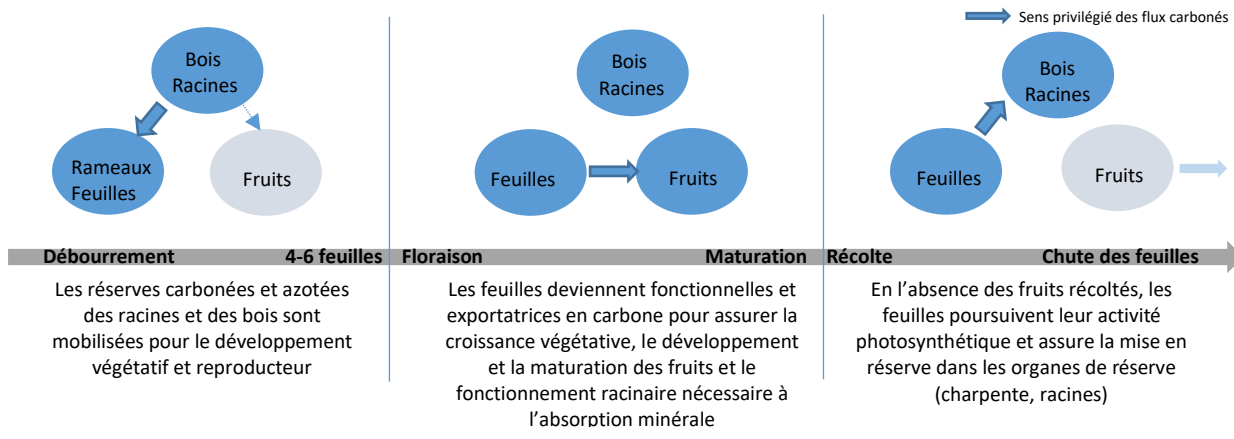 Sens privilégié des flux carbonés
Bois
Racines
Rameaux
Feuilles
Fruits
Bois
Racines
Feuilles
Fruits
Bois
Racines
Feuilles
Fruits
Débourrement
4-6 feuilles
Floraison
Maturation
Récolte
Chute des feuilles
Les réserves carbonées et azotées
des racines et des bois sont
mobilisées pour le développement
végétatif et reproducteur
Les feuilles deviennent fonctionnelles et
exportatrices en carbone pour assurer la
croissance végétative, le développement
et la maturation des fruits et le
fonctionnement racinaire nécessaire à
l’absorption minérale
En l’absence des fruits récoltés, les
feuilles poursuivent leur activité
photosynthétique et assure la mise en
réserve dans les organes de réserve
(charpente, racines)